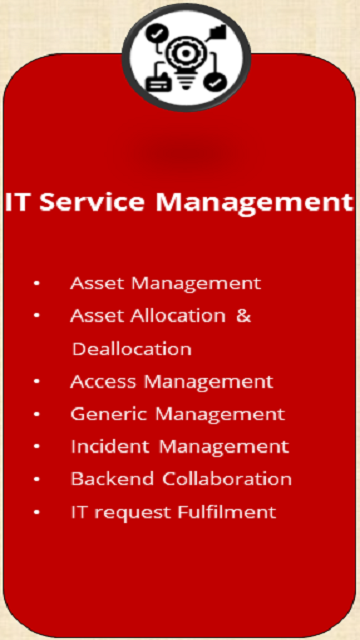 IT Service Management
• Asset Management
• Asset Allocation &
Deallocation
• Access Management
• Generic Management
• Incident Management
• Backend Collaboration
• IT request Fulfilment